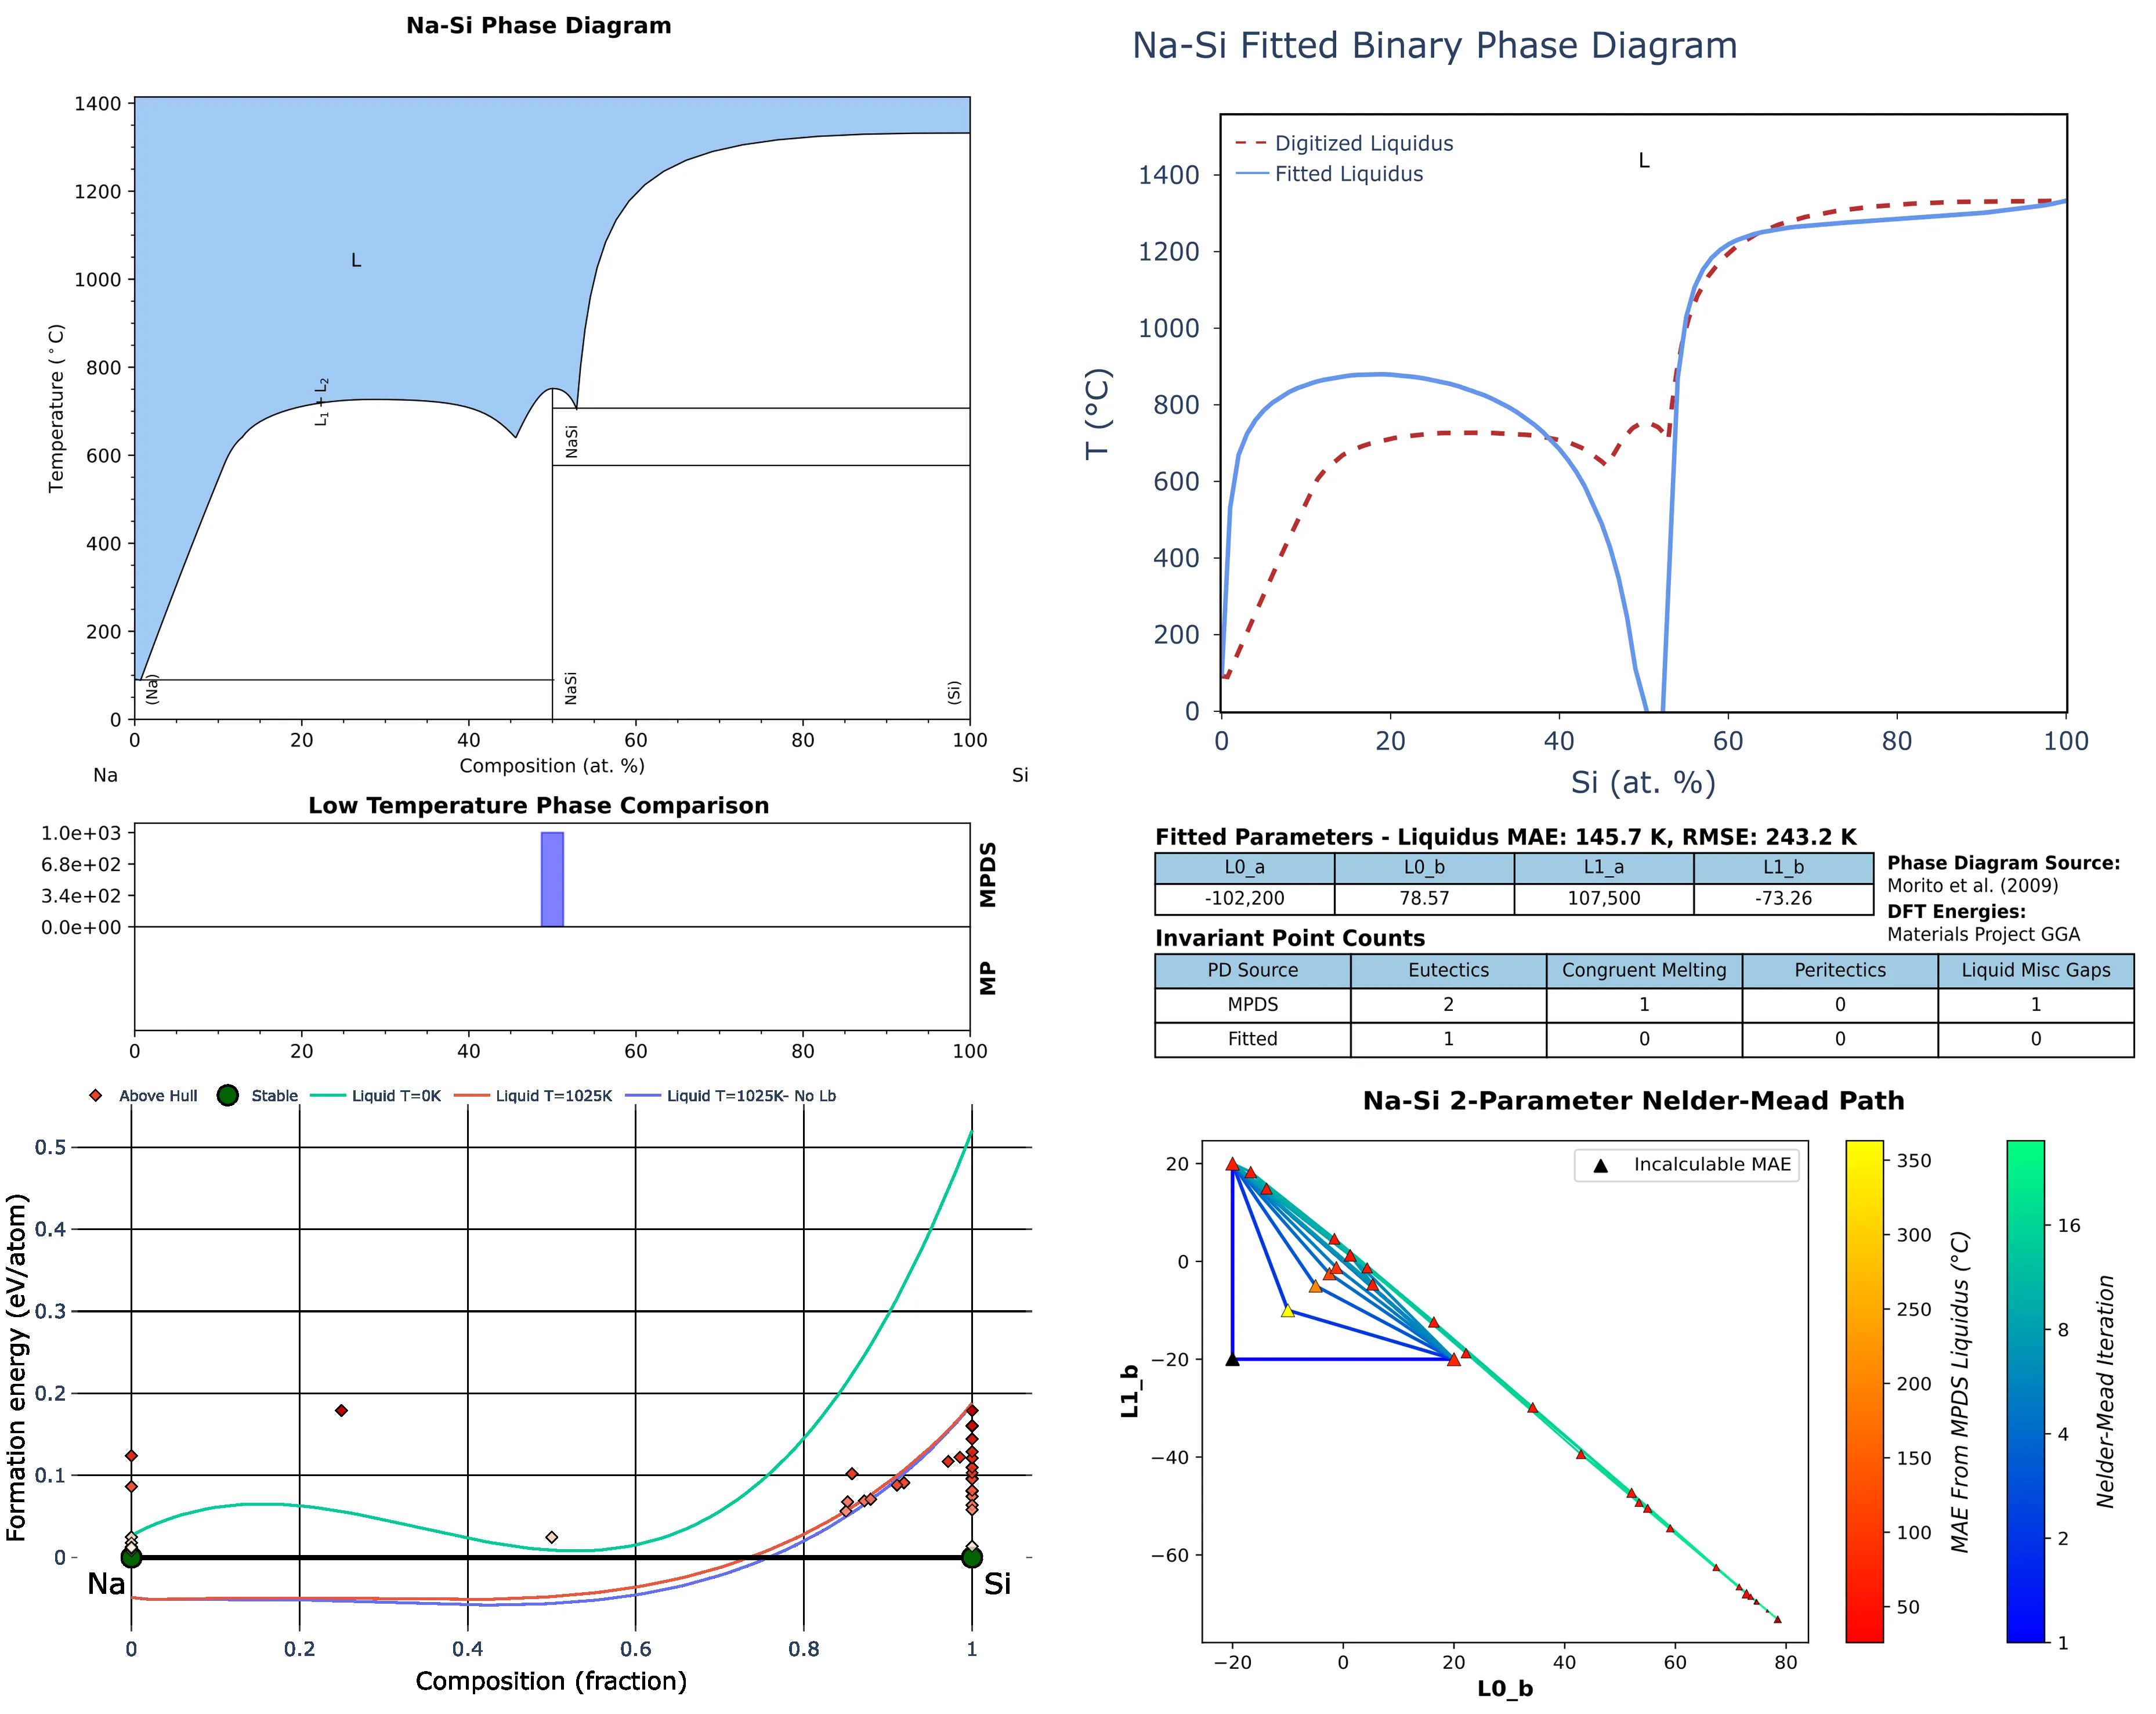 Na-Si Phase Diagram
1400
1200
1000
800
600
400
200
0
Temperature (°C)
L
L₁ + L₂
NaSi
NaSi
(Na)
(Si)
0 20 40 60 80 100
Composition (at. %)
Na Si
Na-Si Fitted Binary Phase Diagram
Digitized Liquidus
Fitted Liquidus
L
1400
1200
1000
800
600
400
200
0
T (°C)
0 20 40 60 80 100
Si (at. %)
Low Temperature Phase Comparison
1.0e+03
6.8e+02
3.4e+02
0.0e+00
MPDS
MP
0 20 40 60 80 100
Fitted Parameters - Liquidus MAE: 145.7 K, RMSE: 243.2 K
L0_a L0_b L1_a L1_b
-102,200 78.57 107,500 -73.26
Phase Diagram Source:
Morito et al. (2009)
DFT Energies:
Materials Project GGA
Invariant Point Counts
PD Source Eutectics Congruent Melting Peritectics Liquid Misc Gaps
MPDS 2 1 0 1
Fitted 1 0 0 0
Above Hull Stable Liquid T=0K Liquid T=1025K Liquid T=1025K- No Lb
0.5
0.4
0.3
0.2
0.1
0
Formation energy (eV/atom)
Na Si
0 0.2 0.4 0.6 0.8 1
Composition (fraction)
Na-Si 2-Parameter Nelder-Mead Path
Incalculable MAE
20
0
−20
−40
−60
L1_b
−20 0 20 40 60 80
L0_b
350
300
250
200
150
100
50
MAE From MPDS Liquidus (°C)
16
8
4
2
1
Nelder-Mead Iteration